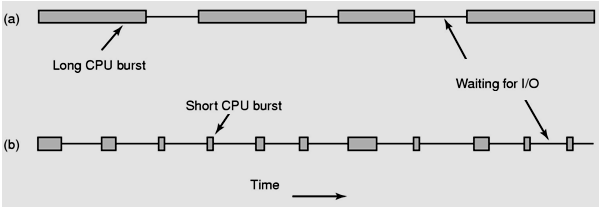 (a)
Long CPU burst
Waiting for I/O
Short CPU burst
(b)
Time